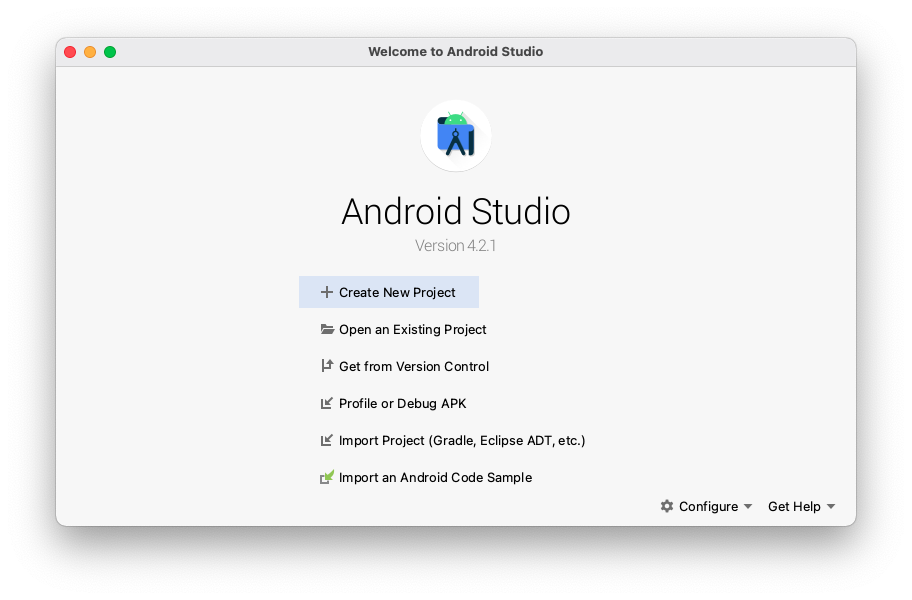 Welcome to Android Studio
Android Studio
Version 4.2.1
Create New Project
Open an Existing Project
Get from Version Control
Profile or Debug APK
Import Project (Gradle, Eclipse ADT, etc.)
Import an Android Code Sample
Configure Get Help